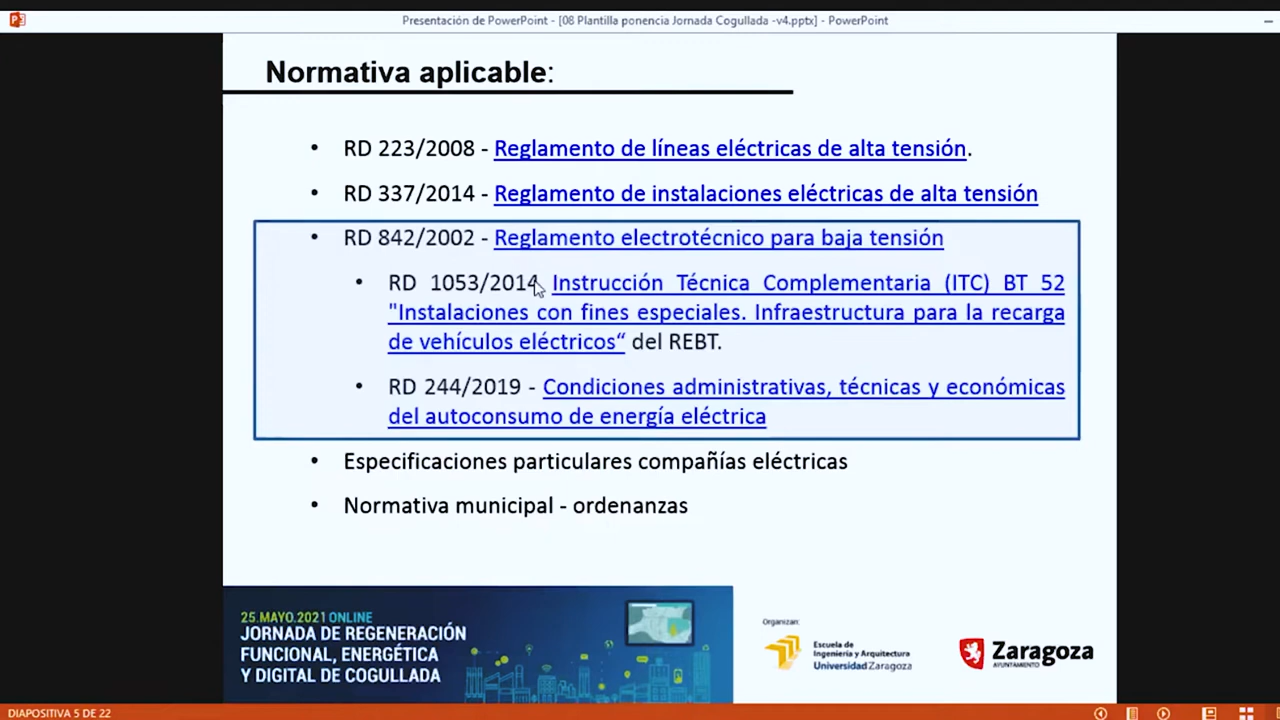 Presentación de PowerPoint - [08 Plantilla ponencia Jornada Cogullada -v4.pptx] - PowerPoint
Normativa aplicable:
• RD 223/2008 - Reglamento de líneas eléctricas de alta tensión.
• RD 337/2014 - Reglamento de instalaciones eléctricas de alta tensión
• RD 842/2002 - Reglamento electrotécnico para baja tensión
• RD 1053/2014 Instrucción Técnica Complementaria (ITC) BT 52
"Instalaciones con fines especiales. Infraestructura para la recarga
de vehículos eléctricos“ del REBT.
• RD 244/2019 - Condiciones administrativas, técnicas y económicas
del autoconsumo de energía eléctrica
• Especificaciones particulares compañías eléctricas
• Normativa municipal - ordenanzas
25.MAYO.2021 ONLINE
JORNADA DE REGENERACIÓN
FUNCIONAL, ENERGÉTICA
Y DIGITAL DE COGULLADA
Organizan:
Escuela de
Ingeniería y Arquitectura
Universidad Zaragoza
Zaragoza
AYUNTAMIENTO
DIAPOSITIVA 5 DE 22